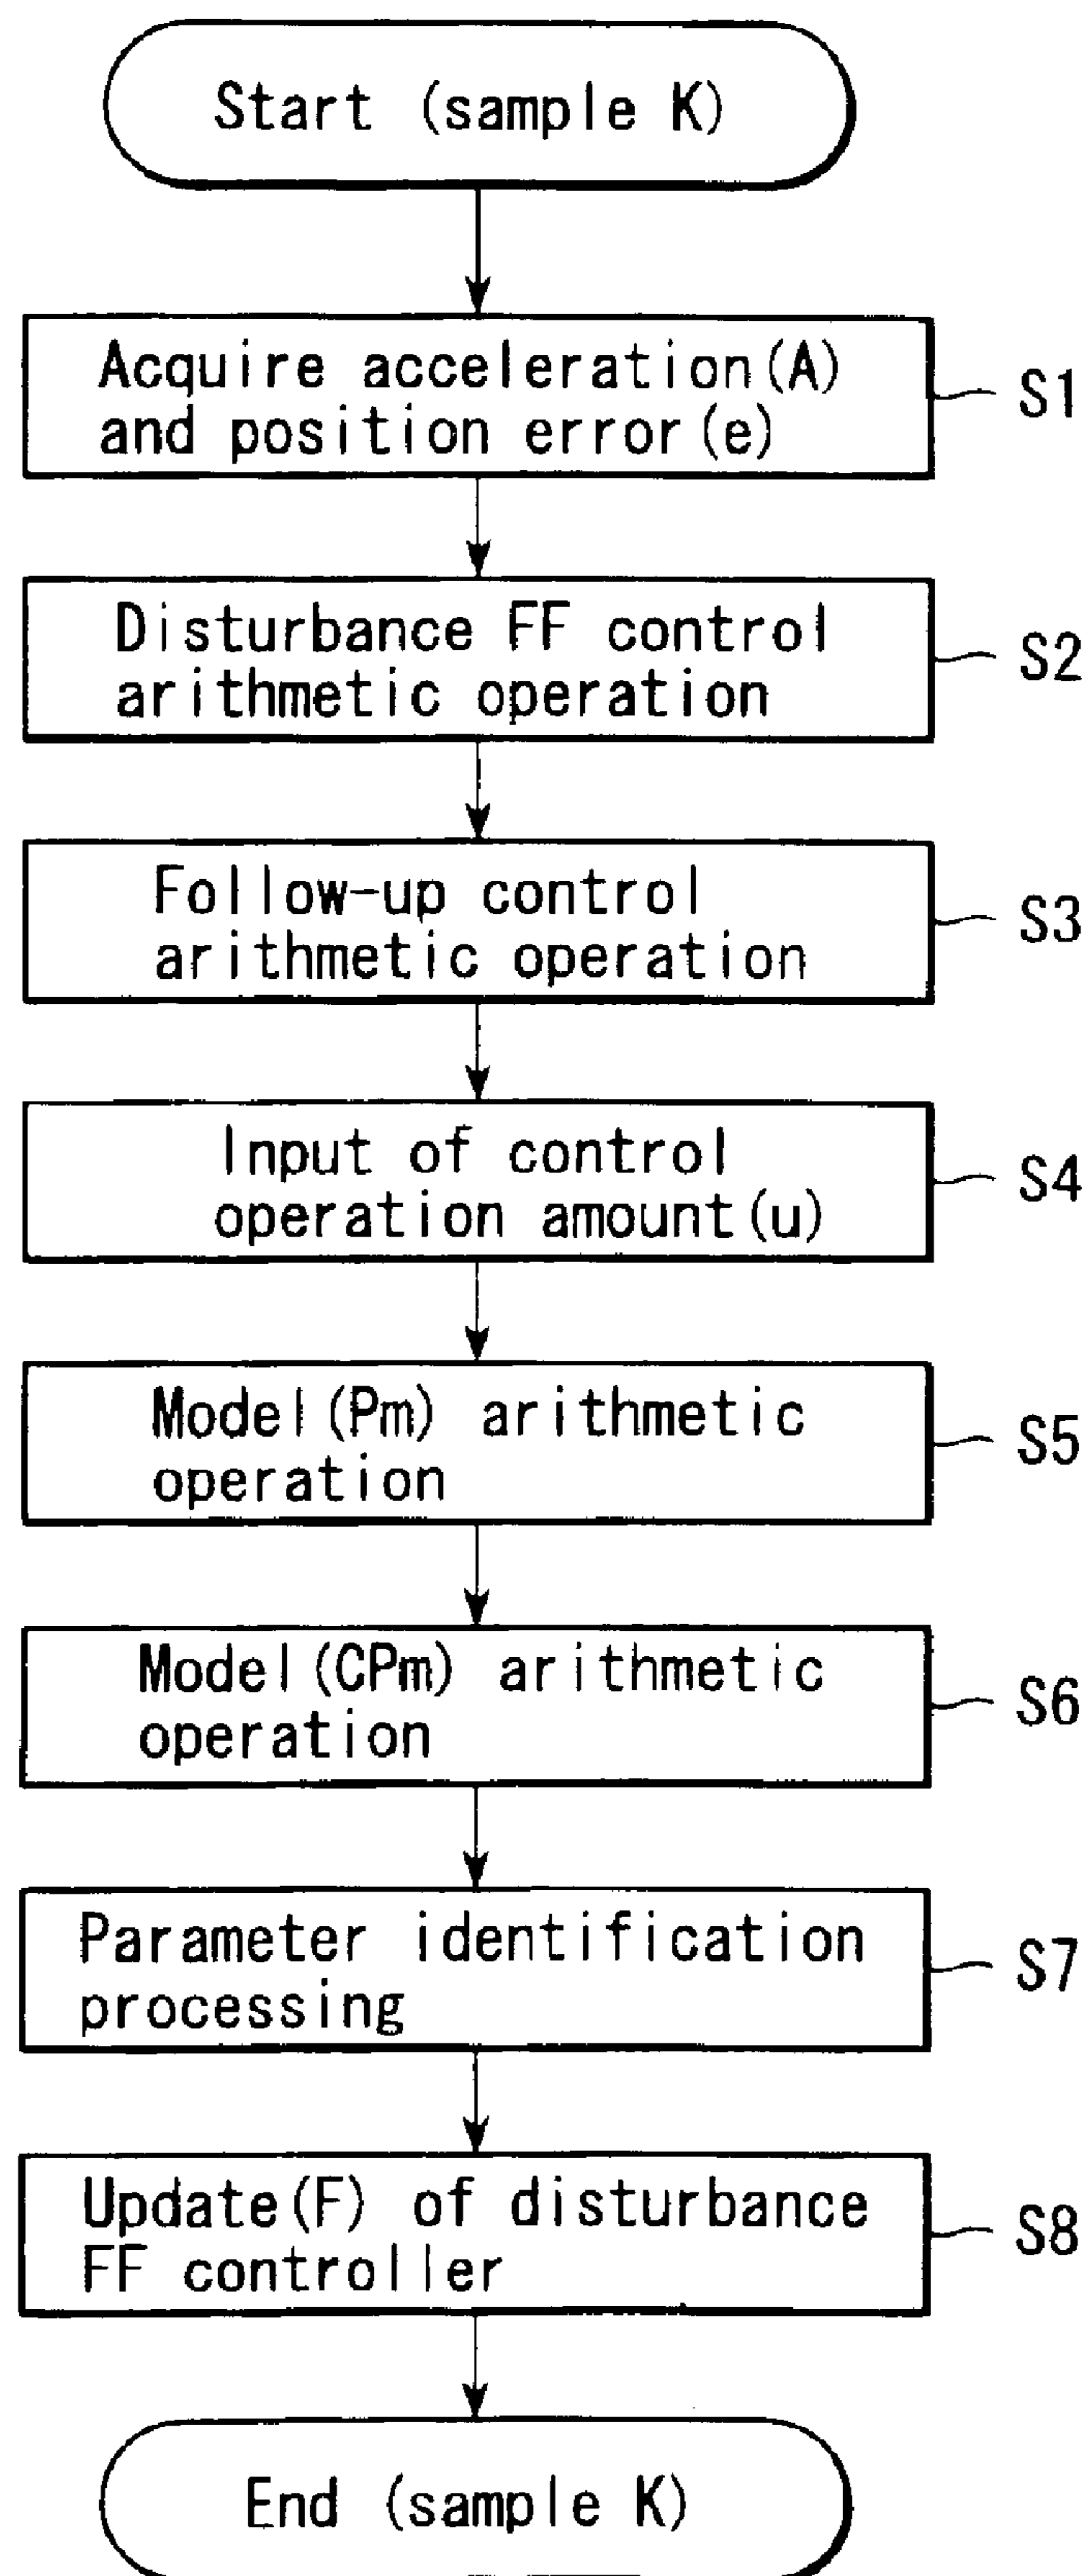 Start (sample K)
Acquire acceleration(A)
and position error(e)
S1
Disturbance FF control
arithmetic operation
S2
Follow-up control
arithmetic operation
S3
Input of control
operation amount(u)
S4
Model(Pm) arithmetic
operation
S5
Model(CPm) arithmetic
operation
S6
Parameter identification
processing
S7
Update(F) of disturbance
FF controller
S8
End (sample K)